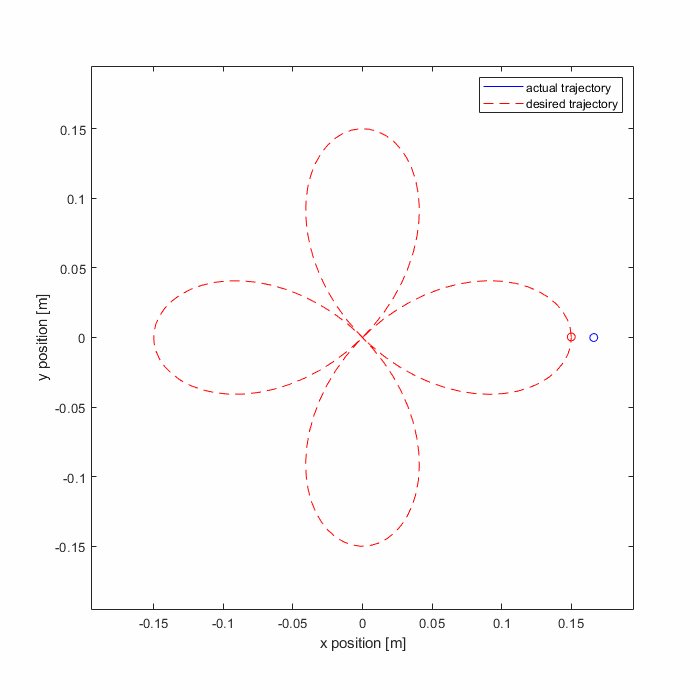 actual trajectory
desired trajectory
0.15
0.1
0.05
0
-0.05
-0.1
-0.15
y position [m]
-0.15 -0.1 -0.05 0 0.05 0.1 0.15
x position [m]